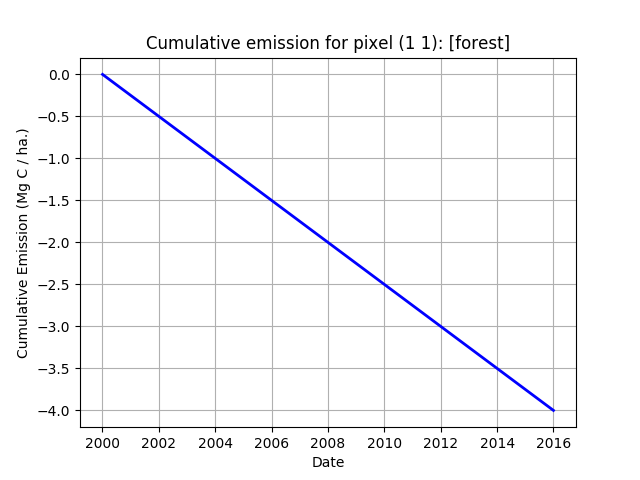 Cumulative emission for pixel (1 1): [forest]
Cumulative Emission (Mg C / ha.)
0.0
−0.5
−1.0
−1.5
−2.0
−2.5
−3.0
−3.5
−4.0
2000 2002 2004 2006 2008 2010 2012 2014 2016
Date